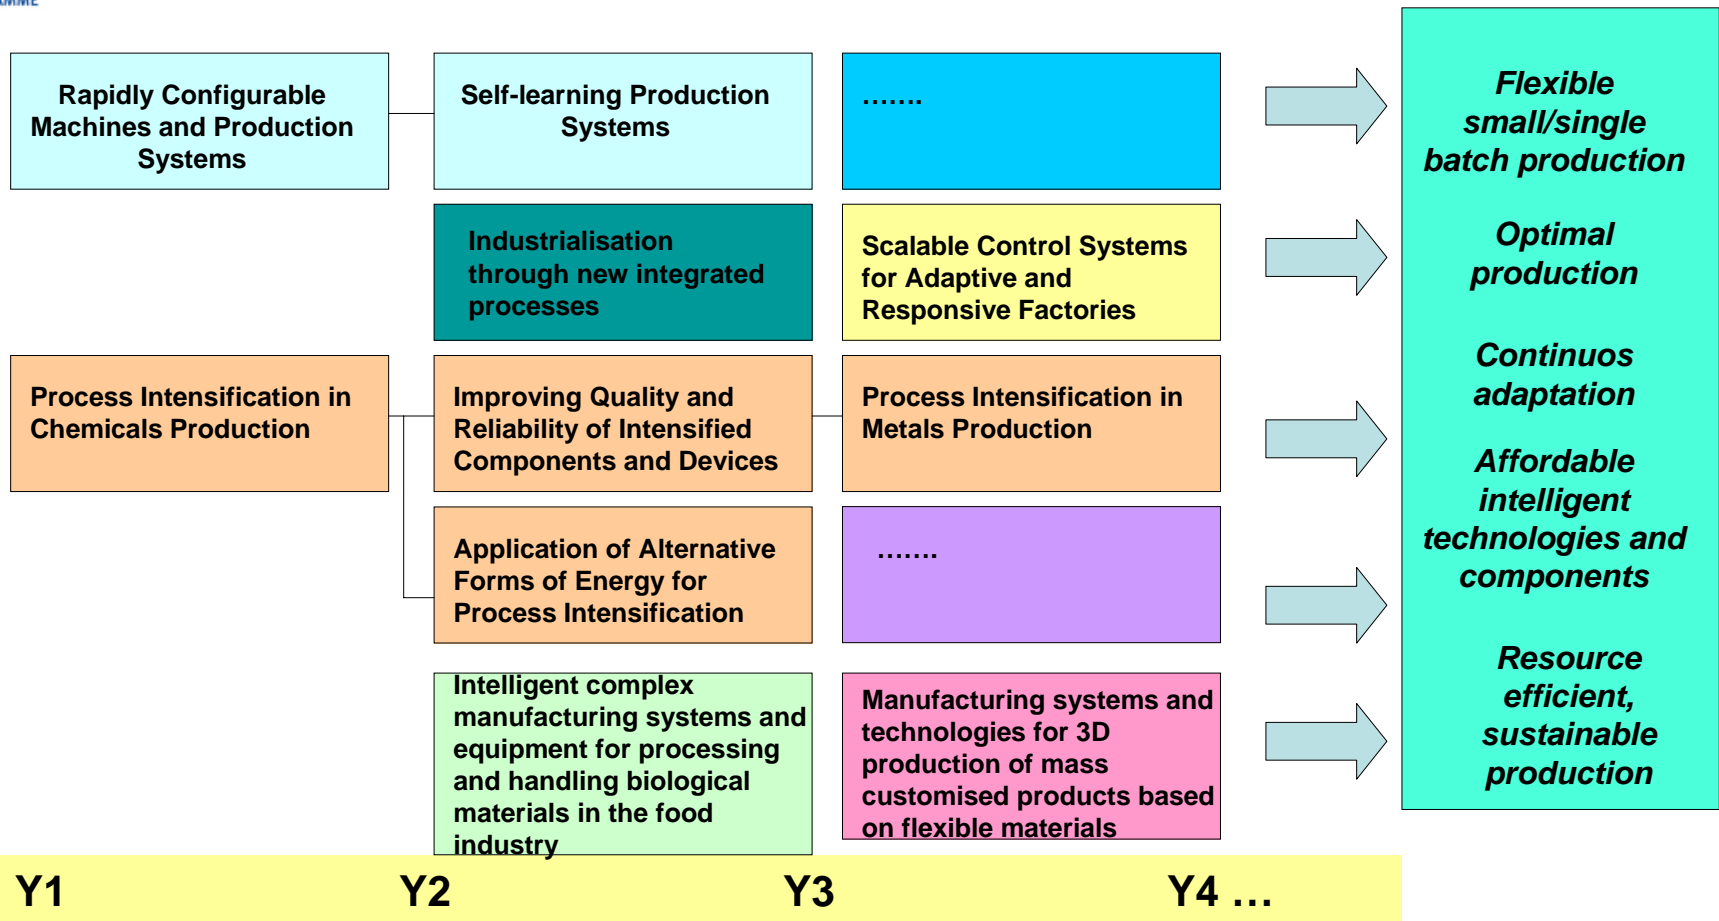 Rapidly Configurable
Machines and Production
Systems
Self-learning Production
Systems
…….
Flexible
small/single
batch production
Industrialisation
through new integrated
processes
Scalable Control Systems
for Adaptive and
Responsive Factories
Optimal
production
Process Intensification in
Chemicals Production
Improving Quality and
Reliability of Intensified
Components and Devices
Process Intensification in
Metals Production
Continuos
adaptation
Application of Alternative
Forms of Energy for
Process Intensification
…….
Affordable
intelligent
technologies and
components
Intelligent complex
manufacturing systems and
equipment for processing
and handling biological
materials in the food
industry
Manufacturing systems and
technologies for 3D
production of mass
customised products based
on flexible materials
Resource
efficient,
sustainable
production
Y1 Y2 Y3 Y4 …